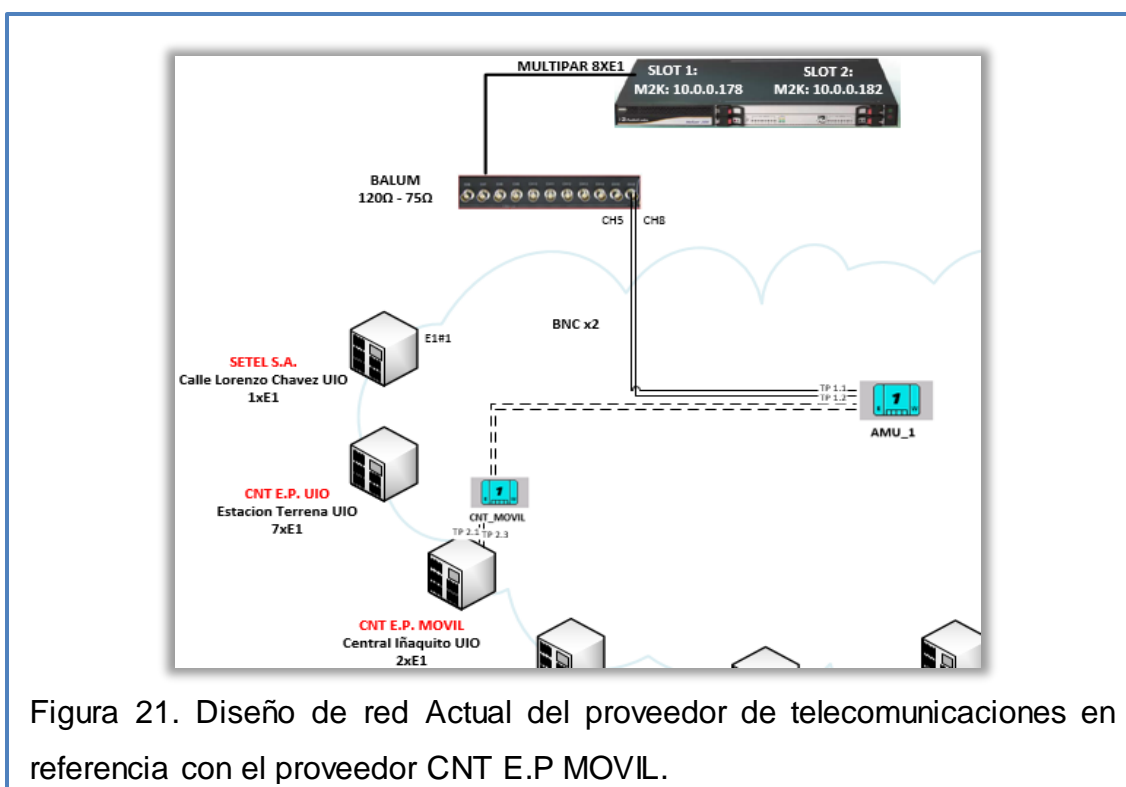 MULTIPAR 8XE1
SLOT 1:
M2K: 10.0.0.178
SLOT 2:
M2K: 10.0.0.182
BALUM
120Ω - 75Ω
CH5
CH8
BNC x2
E1#1
SETEL S.A.
Calle Lorenzo Chavez UIO
1xE1
TP 1.1
TP 1.2
1
AMU_1
CNT E.P. UIO
Estacion Terrena UIO
7xE1
1
CNT_MOVIL
TP 2.1
TP 2.3
CNT E.P. MOVIL
Central Iñaquito UIO
2xE1
Figura 21. Diseño de red Actual del proveedor de telecomunicaciones en
referencia con el proveedor CNT E.P MOVIL.